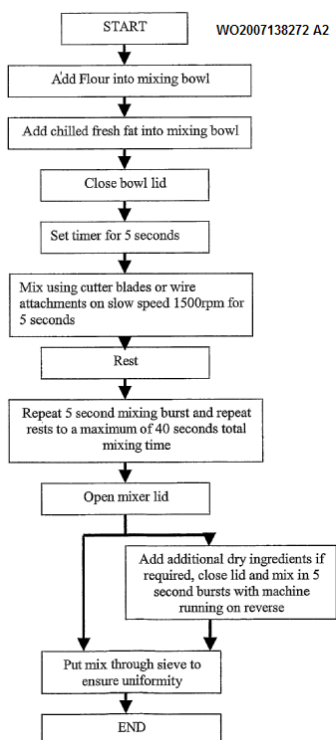 START
WO2007138272 A2
Add Flour into mixing bowl
Add chilled fresh fat into mixing bowl
Close bowl lid
Set timer for 5 seconds
Mix using cutter blades or wire
attachments on slow speed 1500rpm for
5 seconds
Rest
Repeat 5 second mixing burst and repeat
rests to a maximum of 40 seconds total
mixing time
Open mixer lid
Add additional dry ingredients if
required, close lid and mix in 5
second bursts with machine
running on reverse
Put mix through sieve to
ensure uniformity
END